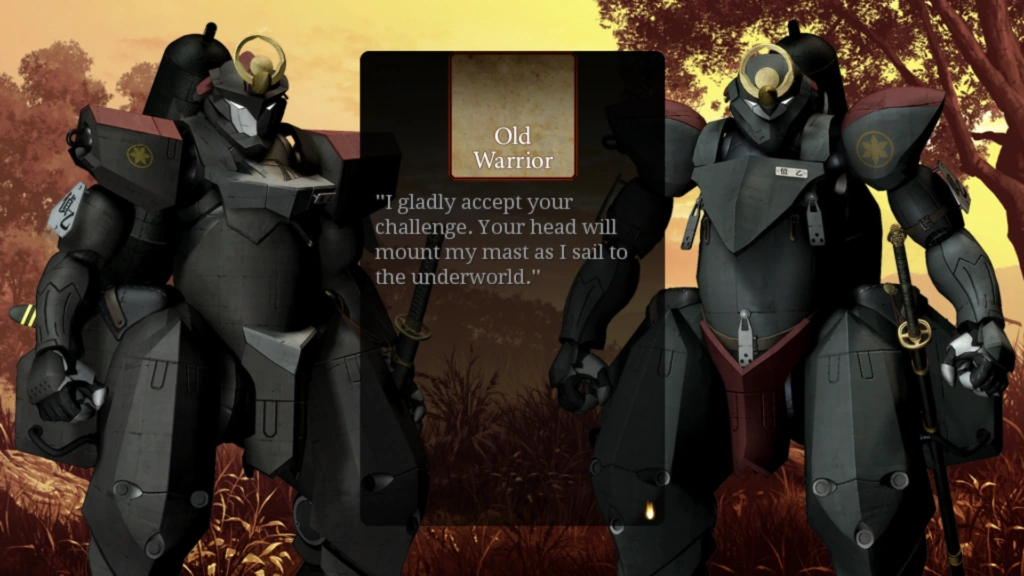 Old
Warrior
"I gladly accept your
challenge. Your head will
mount my mast as I sail to
the underworld."